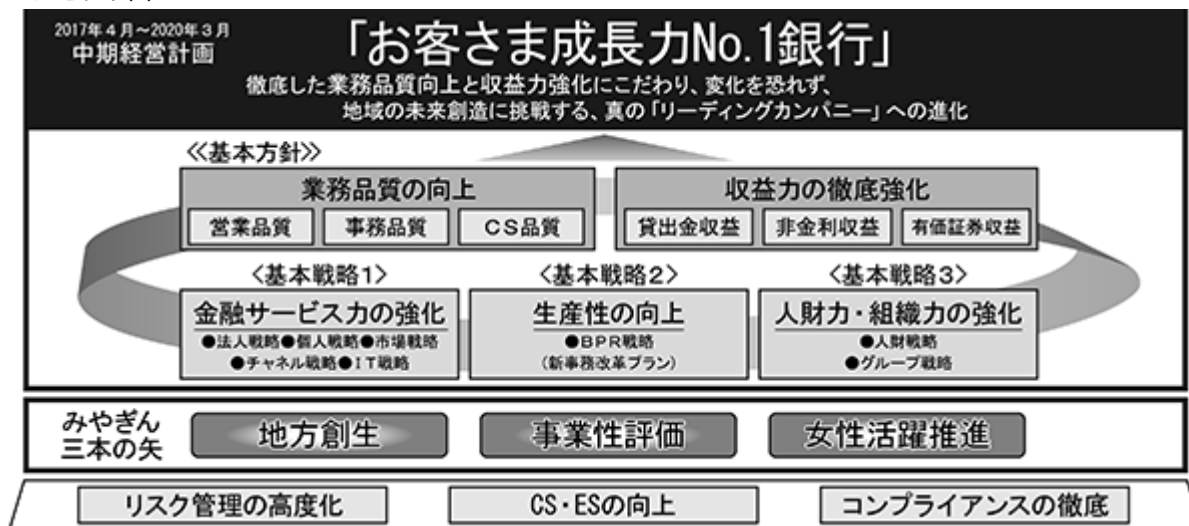 2017年4月～2020年3月
中期経営計画
「お客さま成長力No.1銀行」
徹底した業務品質向上と収益力強化にこだわり、変化を恐れず、
地域の未来創造に挑戦する、真の「リーディングカンパニー」への進化
≪基本方針≫
業務品質の向上
営業品質 事務品質 CS品質
収益力の徹底強化
貸出金収益 非金利収益 有価証券収益
＜基本戦略1＞
金融サービス力の強化
●法人戦略●個人戦略●市場戦略
●チャネル戦略●IT戦略
＜基本戦略2＞
生産性の向上
●BPR戦略
(新事務改革プラン)
＜基本戦略3＞
人財力・組織力の強化
●人財戦略
●グループ戦略
みやぎん
三本の矢
地方創生 事業性評価 女性活躍推進
リスク管理の高度化 CS・ESの向上 コンプライアンスの徹底